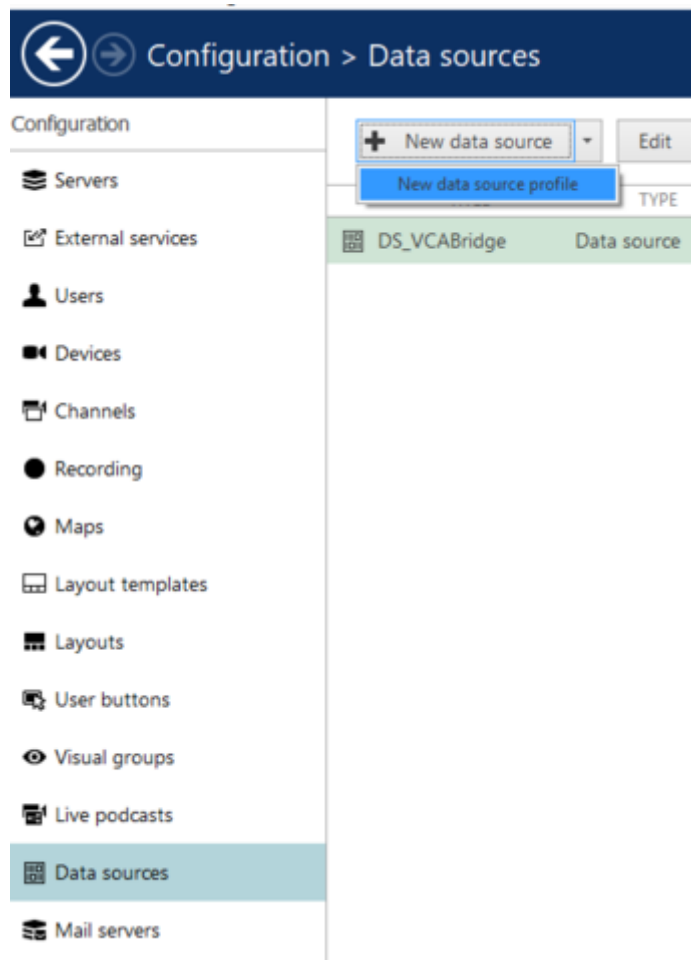 Configuration > Data sources
Configuration
New data source
Edit
New data source profile
TYPE
Servers
External services
DS_VCABridge
Data source
Users
Devices
Channels
Recording
Maps
Layout templates
Layouts
User buttons
Visual groups
Live podcasts
Data sources
Mail servers